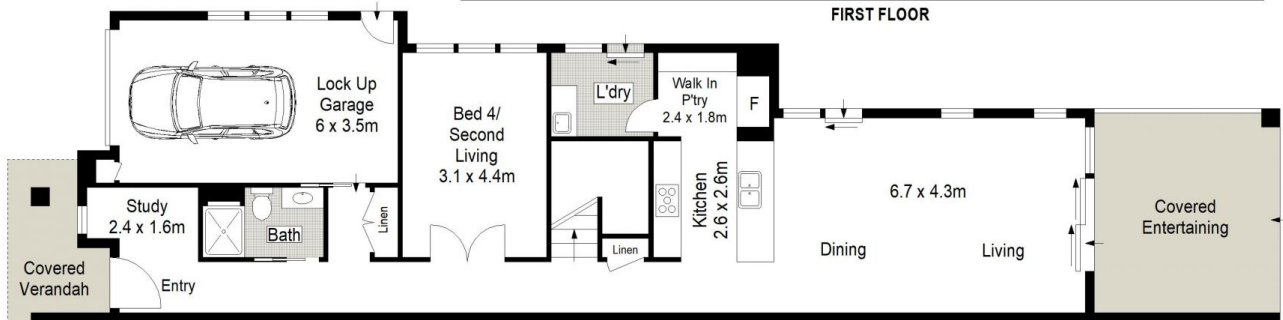 FIRST FLOOR
Lock Up
Garage
6 x 3.5m
Bed 4/
Second
Living
3.1 x 4.4m
L'dry
Walk In
P'try
2.4 x 1.8m
F
Kitchen
2.6 x 2.6m
6.7 x 4.3m
Dining
Living
Covered
Entertaining
Study
2.4 x 1.6m
Bath
Linen
Linen
Covered
Verandah
Entry